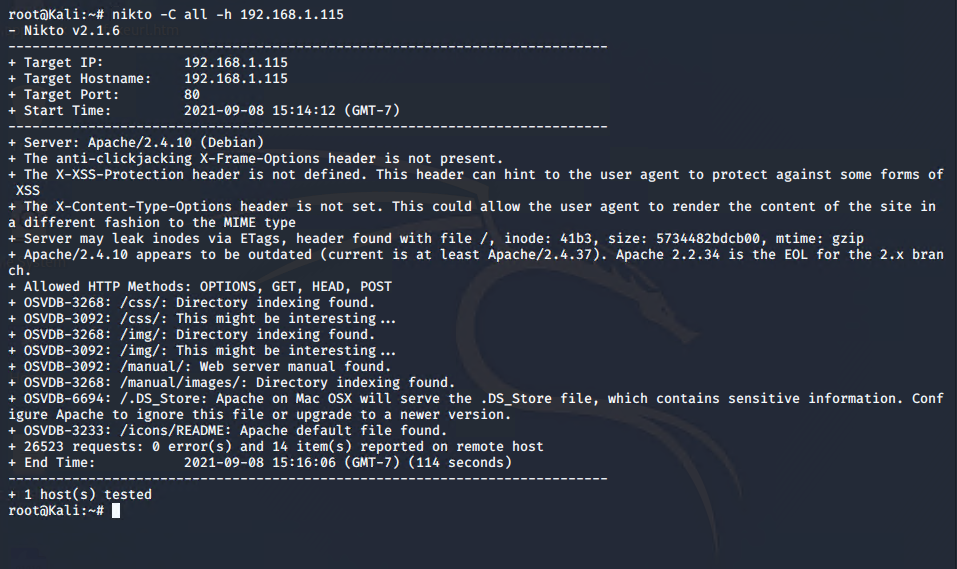 root@Kali:~# nikto -C all -h 192.168.1.115
- Nikto v2.1.6
---------------------------------------------------------------------------
+ Target IP:          192.168.1.115
+ Target Hostname:    192.168.1.115
+ Target Port:        80
+ Start Time:         2021-09-08 15:14:12 (GMT-7)
---------------------------------------------------------------------------
+ Server: Apache/2.4.10 (Debian)
+ The anti-clickjacking X-Frame-Options header is not present.
+ The X-XSS-Protection header is not defined. This header can hint to the user agent to protect against some forms of
 XSS
+ The X-Content-Type-Options header is not set. This could allow the user agent to render the content of the site in
a different fashion to the MIME type
+ Server may leak inodes via ETags, header found with file /, inode: 41b3, size: 5734482bdcb00, mtime: gzip
+ Apache/2.4.10 appears to be outdated (current is at least Apache/2.4.37). Apache 2.2.34 is the EOL for the 2.x bran
ch.
+ Allowed HTTP Methods: OPTIONS, GET, HEAD, POST
+ OSVDB-3268: /css/: Directory indexing found.
+ OSVDB-3092: /css/: This might be interesting...
+ OSVDB-3268: /img/: Directory indexing found.
+ OSVDB-3092: /img/: This might be interesting...
+ OSVDB-3092: /manual/: Web server manual found.
+ OSVDB-3268: /manual/images/: Directory indexing found.
+ OSVDB-6694: /.DS_Store: Apache on Mac OSX will serve the .DS_Store file, which contains sensitive information. Conf
igure Apache to ignore this file or upgrade to a newer version.
+ OSVDB-3233: /icons/README: Apache default file found.
+ 26523 requests: 0 error(s) and 14 item(s) reported on remote host
+ End Time:           2021-09-08 15:16:06 (GMT-7) (114 seconds)
---------------------------------------------------------------------------
+ 1 host(s) tested
root@Kali:~#